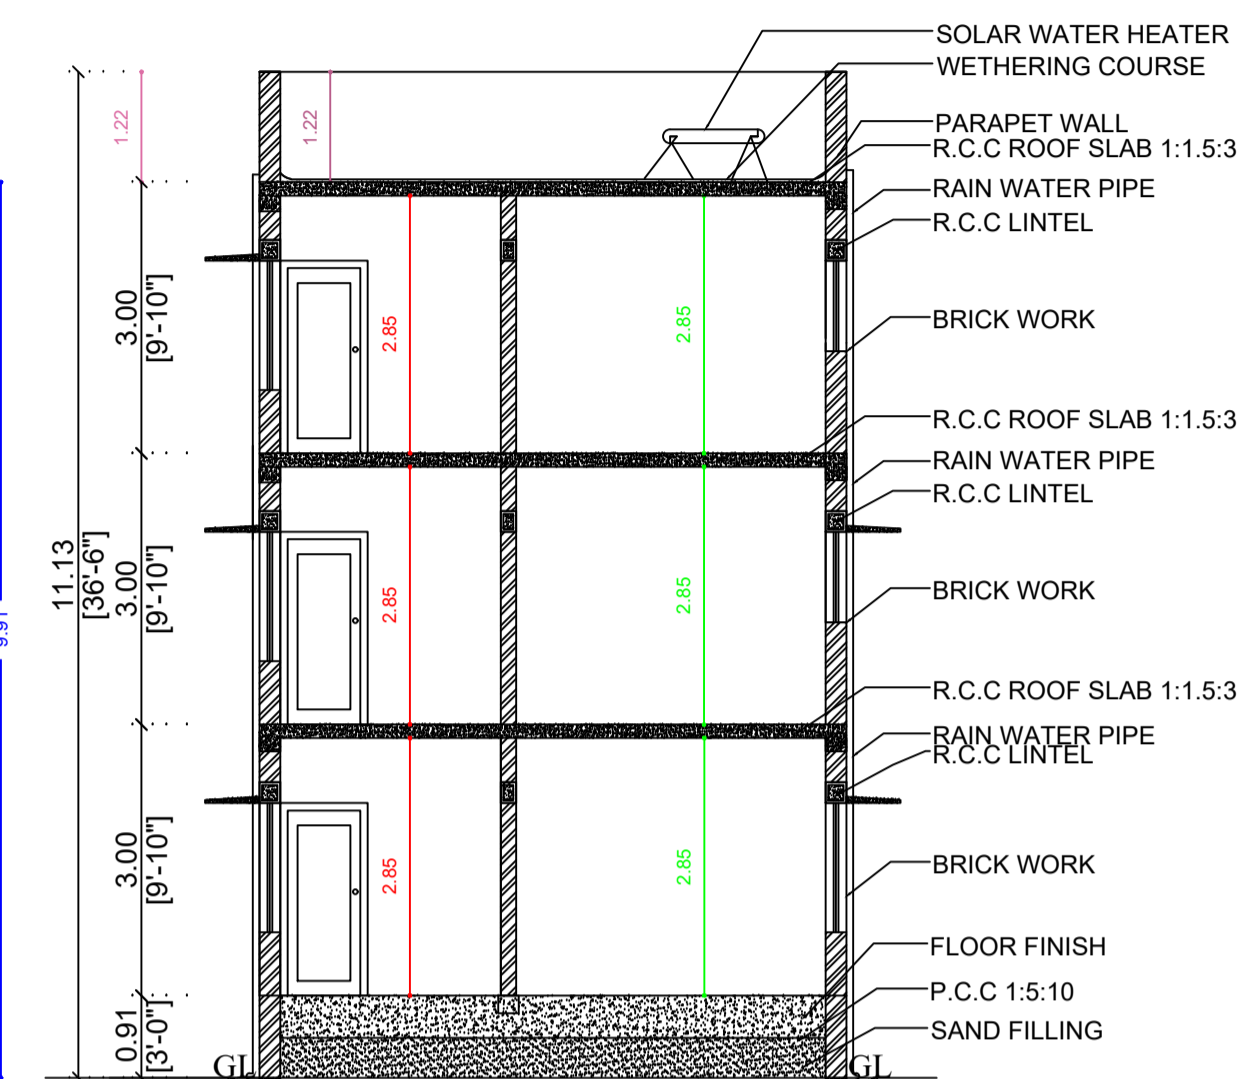 SOLAR WATER HEATER
WETHERING COURSE
1.22
1.22
PARAPET WALL
R.C.C ROOF SLAB 1:1.5:3
RAIN WATER PIPE
R.C.C LINTEL
3.00
[9'-10"]
2.85
2.85
BRICK WORK
R.C.C ROOF SLAB 1:1.5:3
RAIN WATER PIPE
R.C.C LINTEL
11.13
[36'-6"]
3.00
[9'-10"]
2.85
2.85
BRICK WORK
9.91
R.C.C ROOF SLAB 1:1.5:3
RAIN WATER PIPE
R.C.C LINTEL
3.00
[9'-10"]
2.85
2.85
BRICK WORK
FLOOR FINISH
P.C.C 1:5:10
0.91
[3'-0"]
SAND FILLING
GL
GL